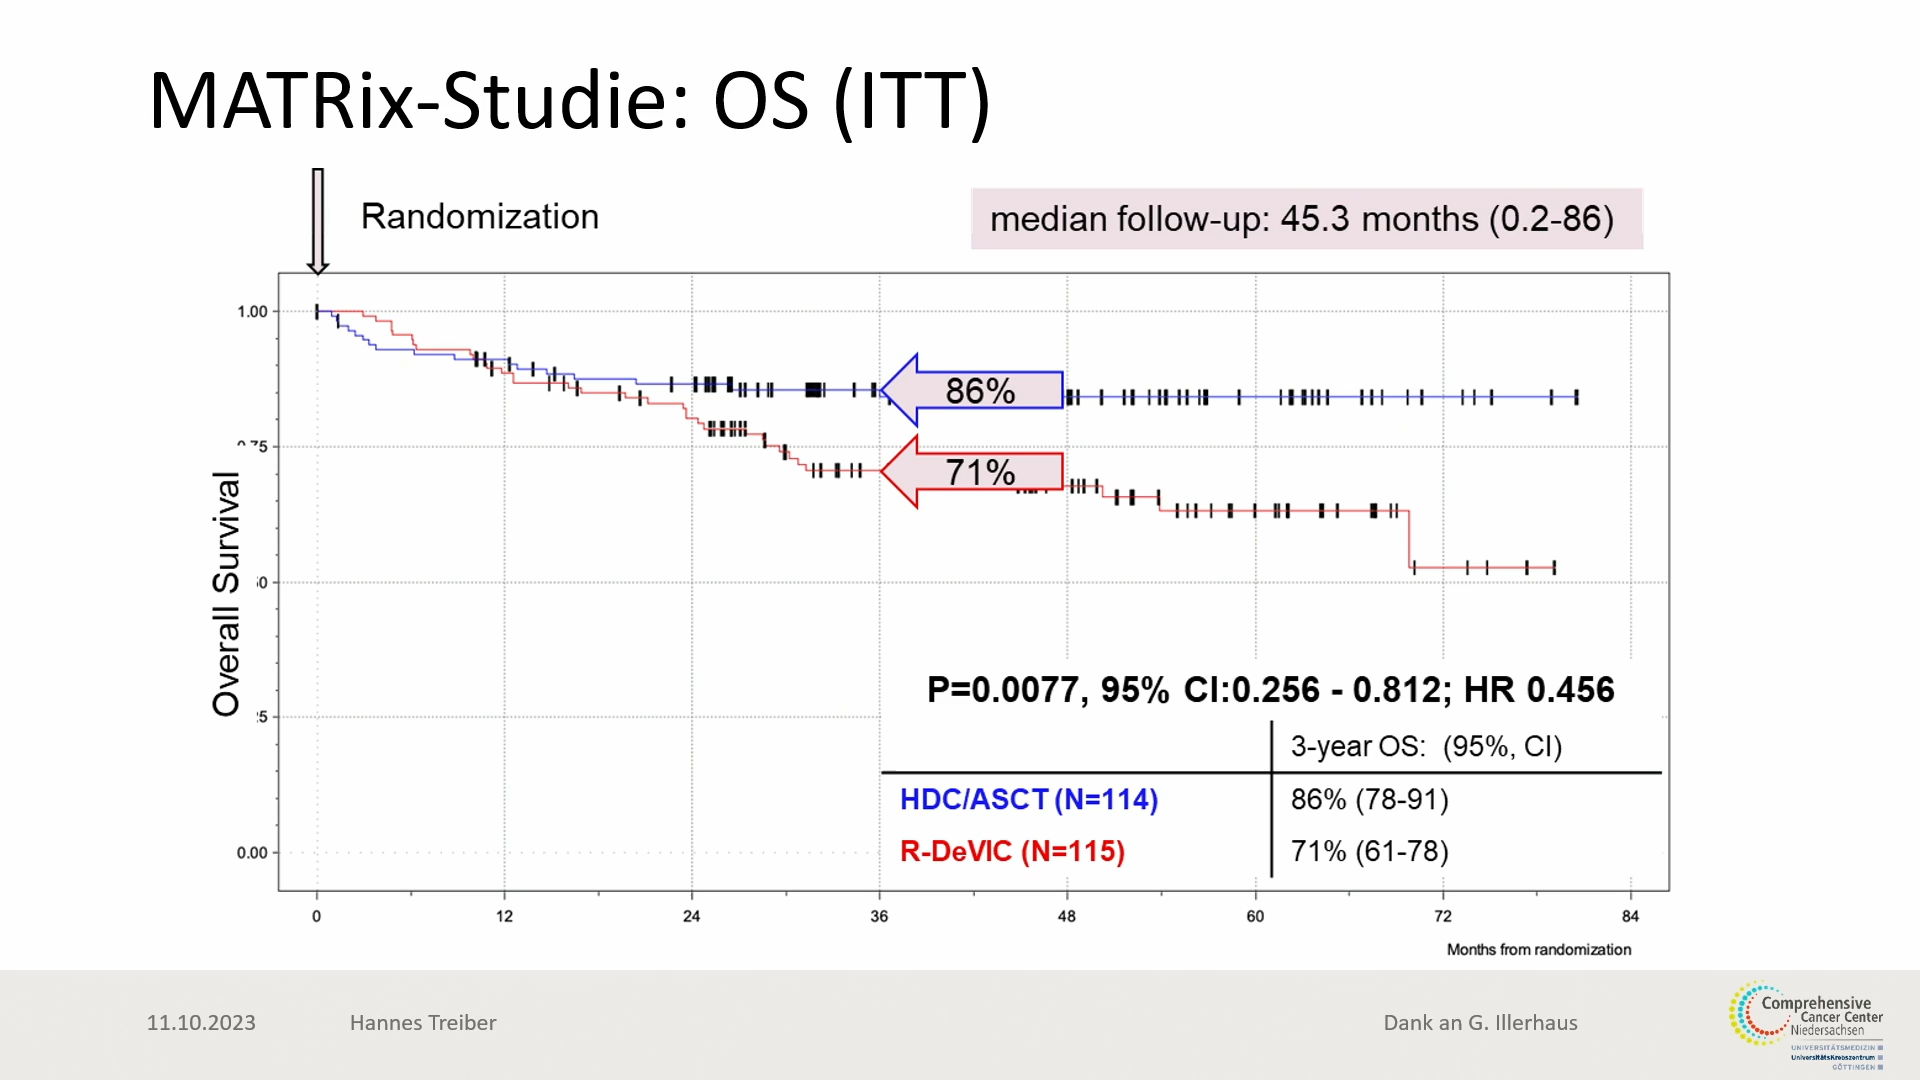 MATRix-Studie: OS (ITT)
Randomization
median follow-up: 45.3 months (0.2-86)
1.00
86%
71%
Overall Survival
P=0.0077, 95% CI:0.256 - 0.812; HR 0.456
3-year OS: (95%, CI)
HDC/ASCT (N=114) 86% (78-91)
R-DeVIC (N=115) 71% (61-78)
0.00
0 12 24 36 48 60 72 84
Months from randomization
11.10.2023 Hannes Treiber Dank an G. Illerhaus
Comprehensive
Cancer Center
Niedersachsen
UNIVERSITÄTSMEDIZIN
UniversitätsKrebszentrum
GÖTTINGEN